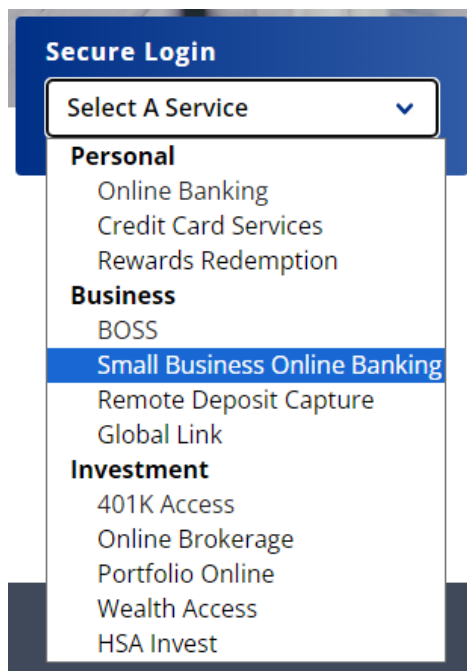 Secure Login
Select A Service
Personal
Online Banking
Credit Card Services
Rewards Redemption
Business
BOSS
Small Business Online Banking
Remote Deposit Capture
Global Link
Investment
401K Access
Online Brokerage
Portfolio Online
Wealth Access
HSA Invest